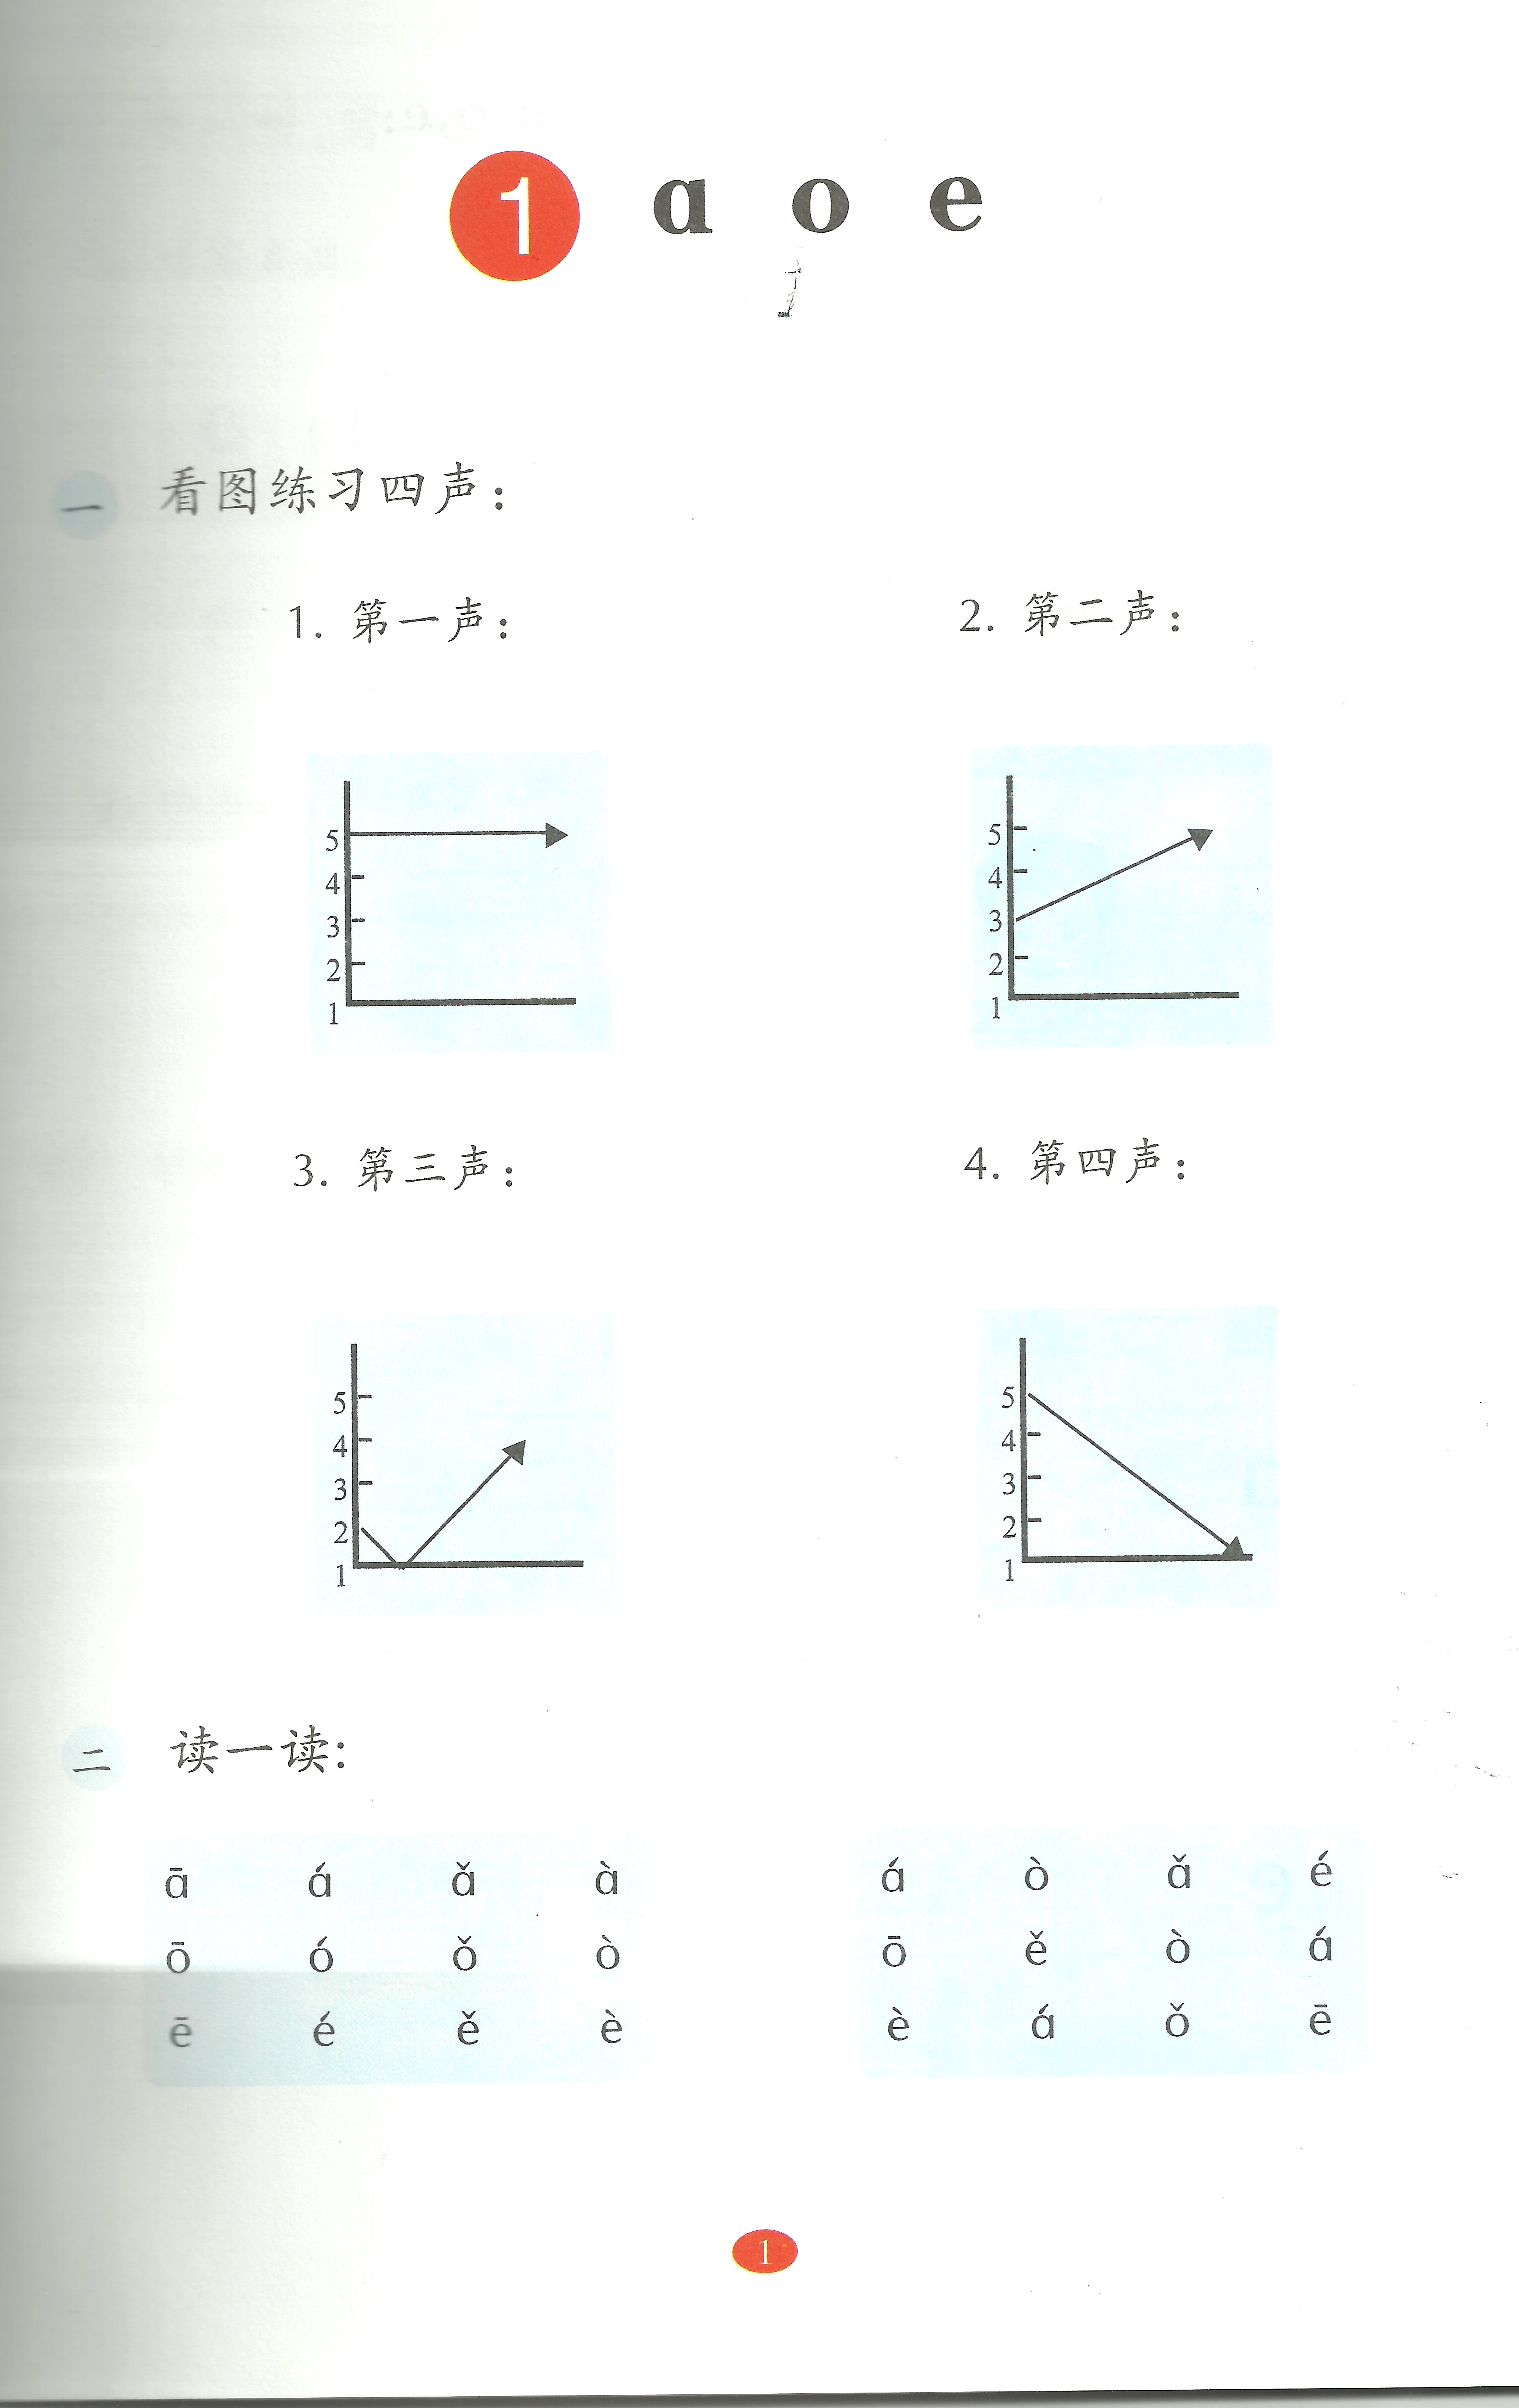 1 ɑ o e
一 看图练习四声：
1. 第一声： 2. 第二声：
5 5
4 4
3 3
2 2
1 1
3. 第三声： 4. 第四声：
5 5
4 4
3 3
2 2
1 1
二 读一读：
ɑ̄ ɑ́ ɑ̌ ɑ̀ ɑ́ ò ɑ̌ é
ō ó ǒ ò ō ě ò ɑ́
ē é ě è è ɑ́ ǒ ē
1